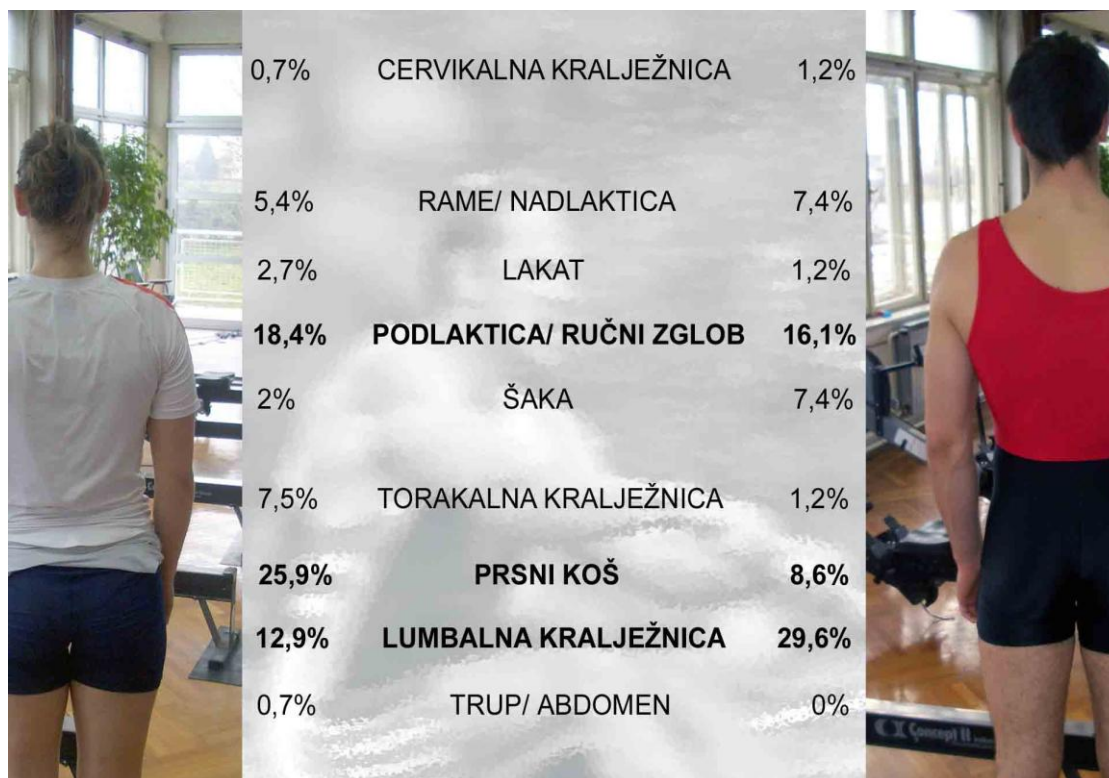 0,7% CERVIKALNA KRALJEŽNICA 1,2%
5,4% RAME/ NADLAKTICA 7,4%
2,7% LAKAT 1,2%
18,4% PODLAKTICA/ RUČNI ZGLOB 16,1%
2% ŠAKA 7,4%
7,5% TORAKALNA KRALJEŽNICA 1,2%
25,9% PRSNI KOŠ 8,6%
12,9% LUMBALNA KRALJEŽNICA 29,6%
0,7% TRUP/ ABDOMEN 0%
Concept II